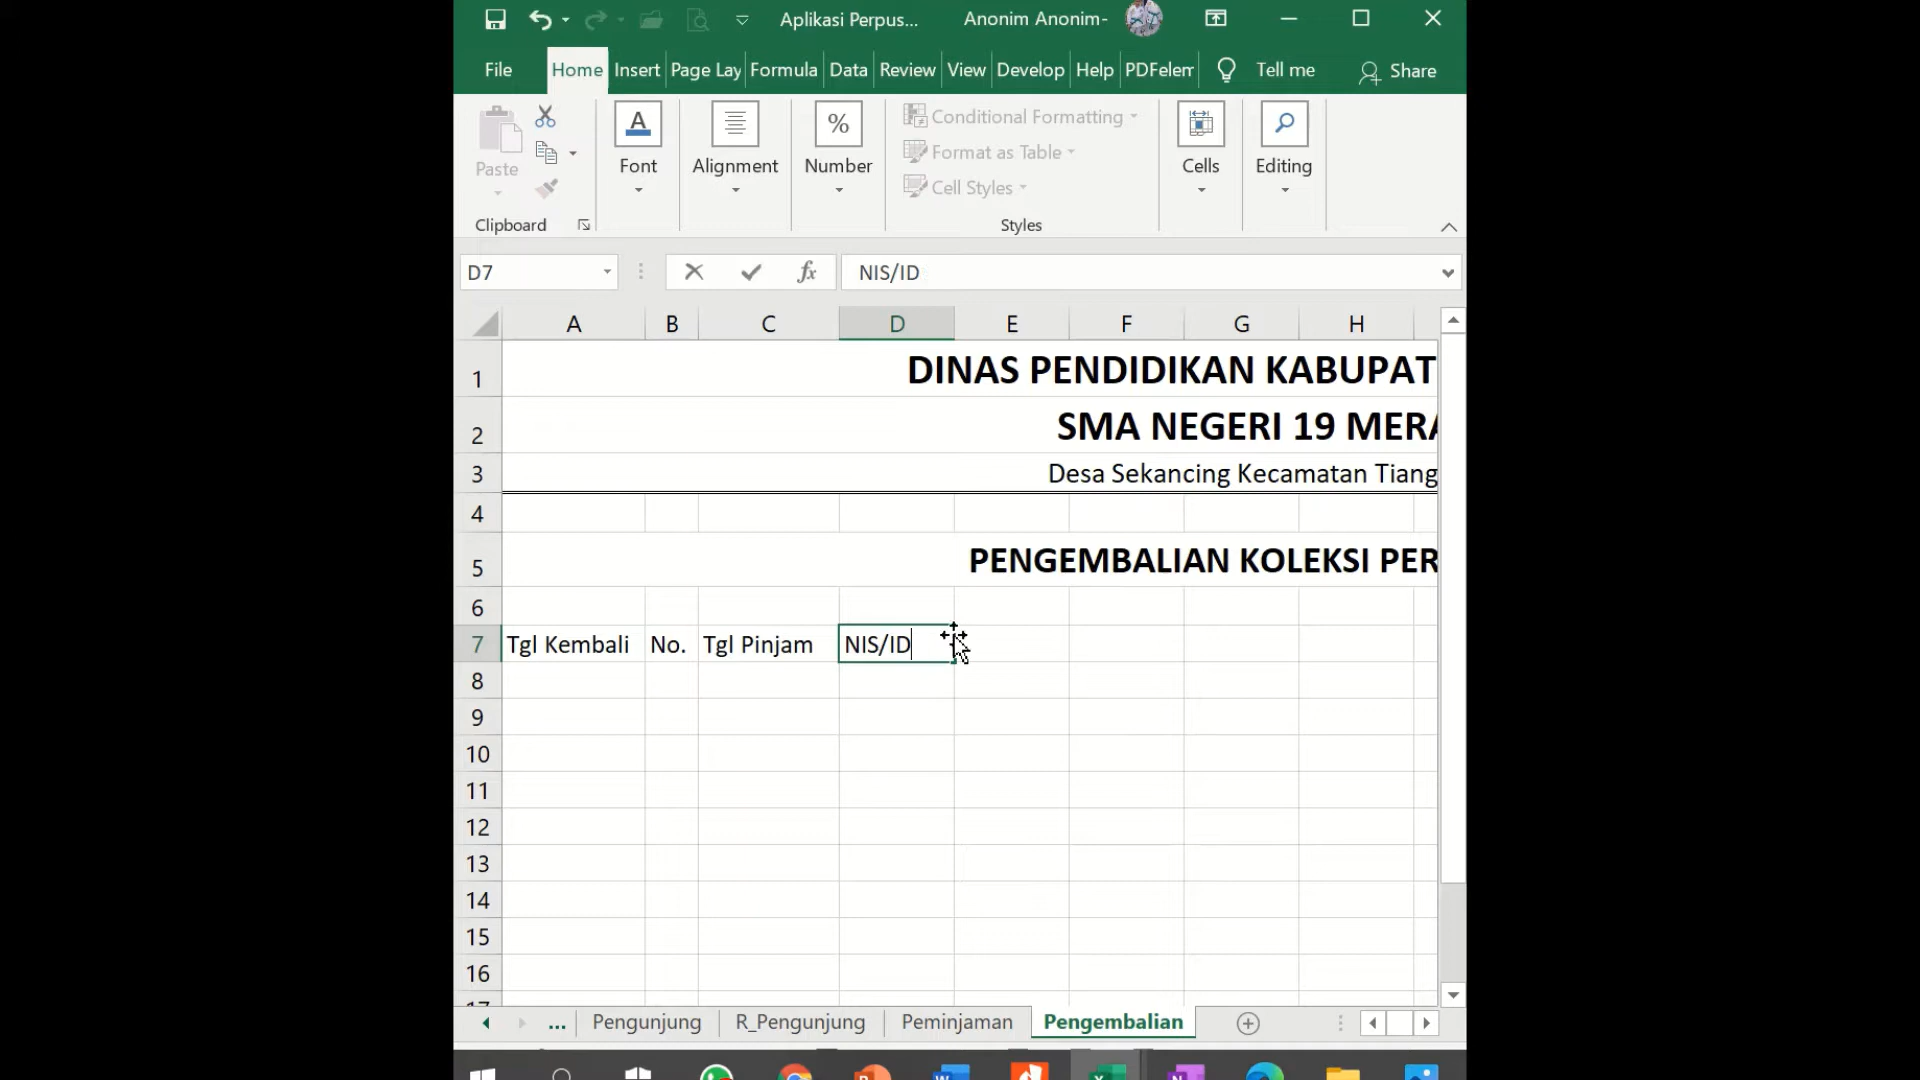 Aplikasi Perpus... Anonim Anonim-
File Home Insert Page Lay Formula Data Review View Develop Help PDFelem Tell me Share
Paste Font Alignment Number Conditional Formatting Format as Table Cell Styles Cells Editing
Clipboard Styles
D7 fx NIS/ID
A B C D E F G H
1 DINAS PENDIDIKAN KABUPAT
2 SMA NEGERI 19 MERA
3 Desa Sekancing Kecamatan Tiang
4
5 PENGEMBALIAN KOLEKSI PER
6
7 Tgl Kembali No. Tgl Pinjam NIS/ID
8
9
10
11
12
13
14
15
16
17
... Pengunjung R_Pengunjung Peminjaman Pengembalian